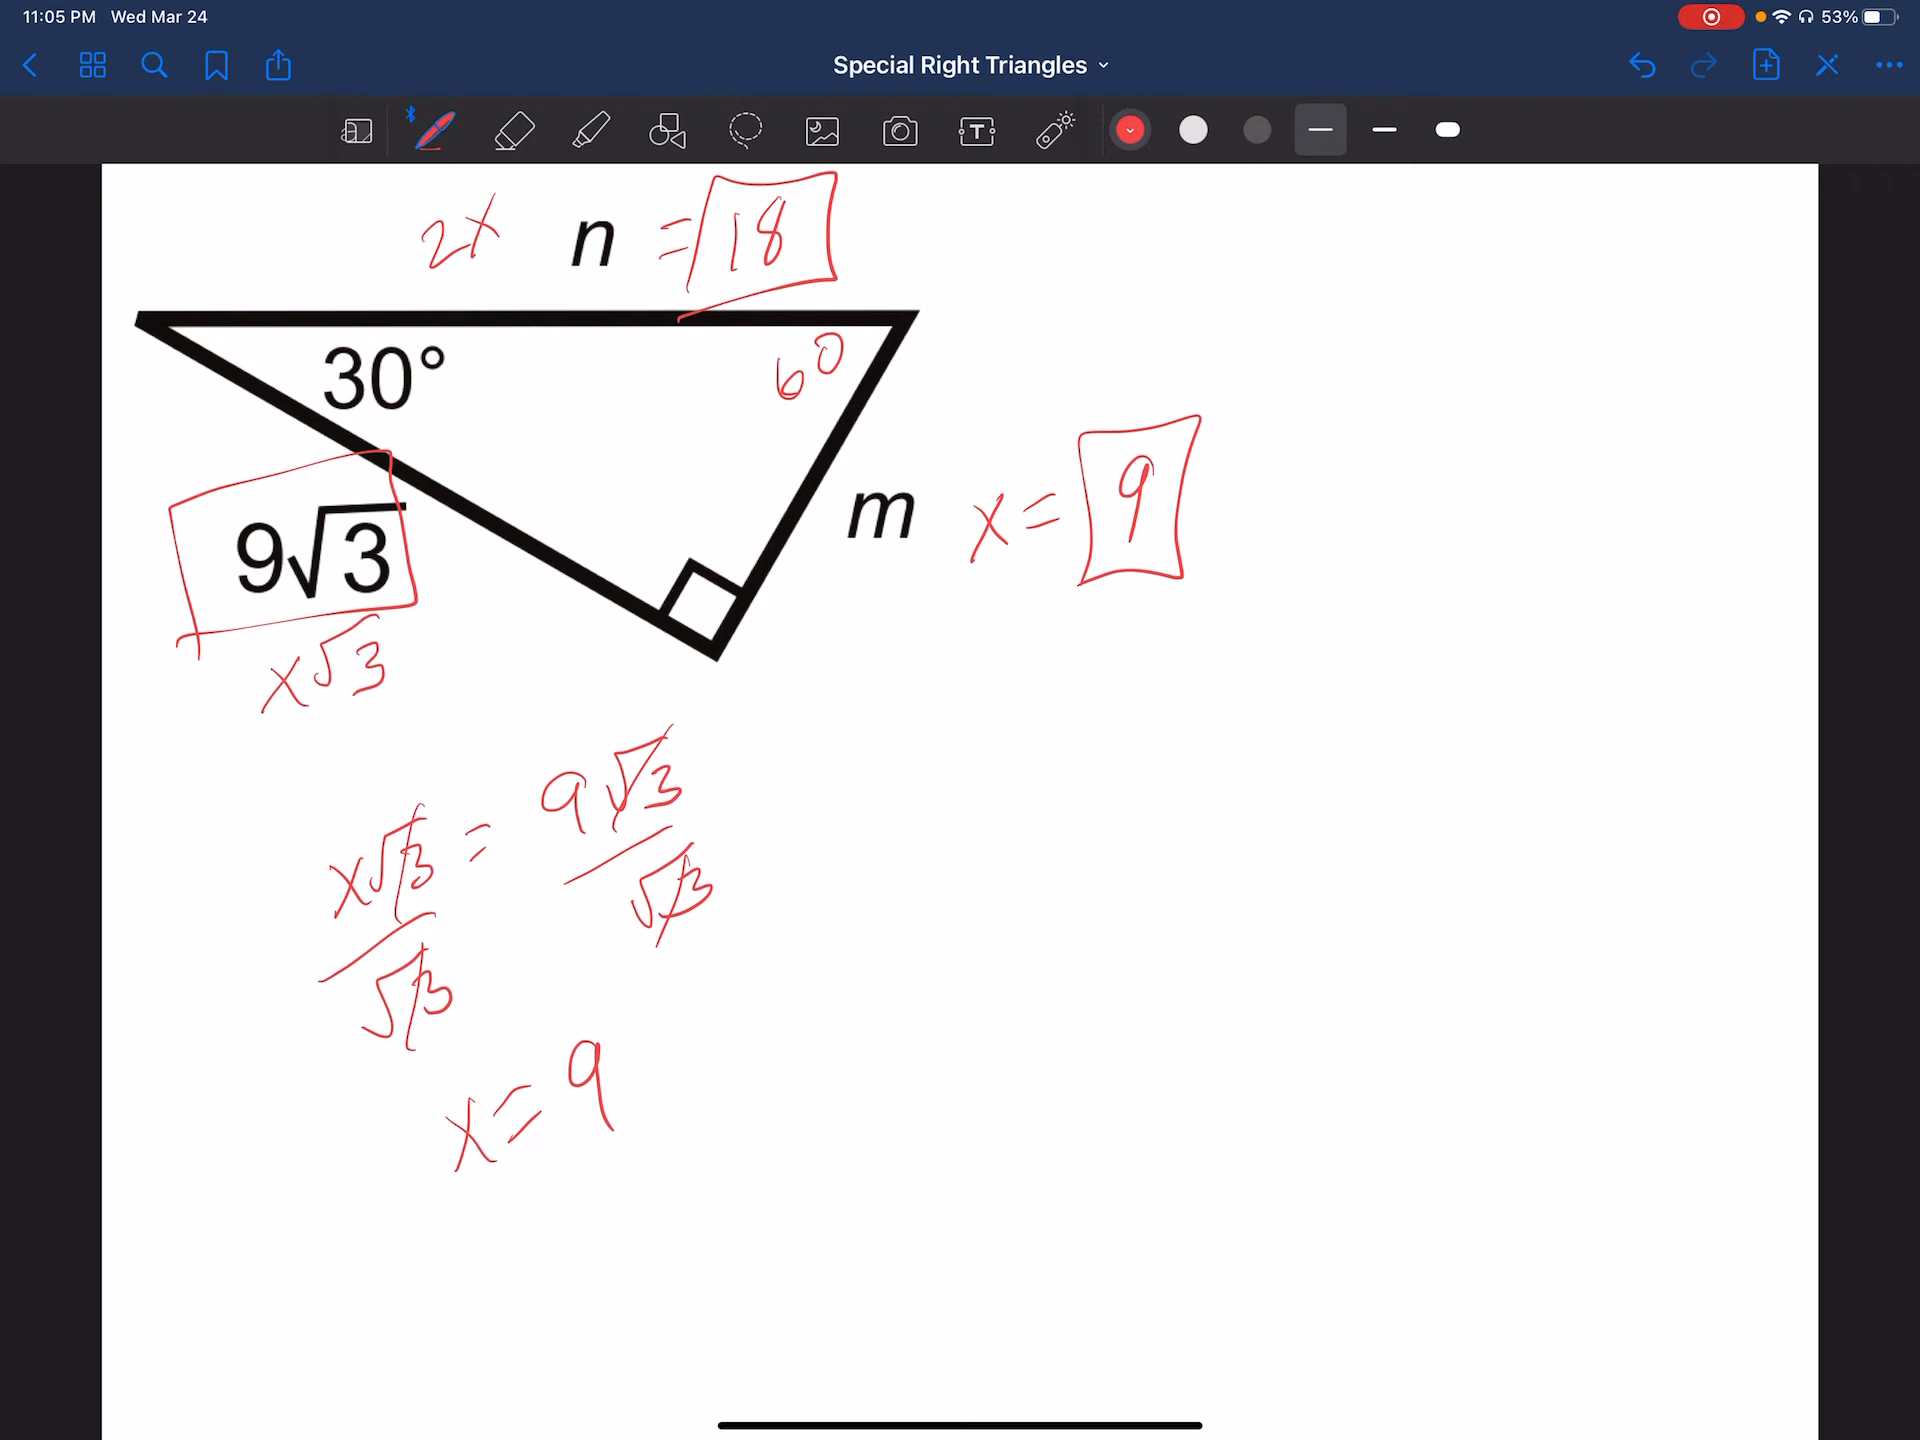 11:05 PM Wed Mar 24
53%
Special Right Triangles
T
2x n = 18
30°
60
9√3
m x = 9
x√3
x√3 = 9√3
√3 √3
x = 9